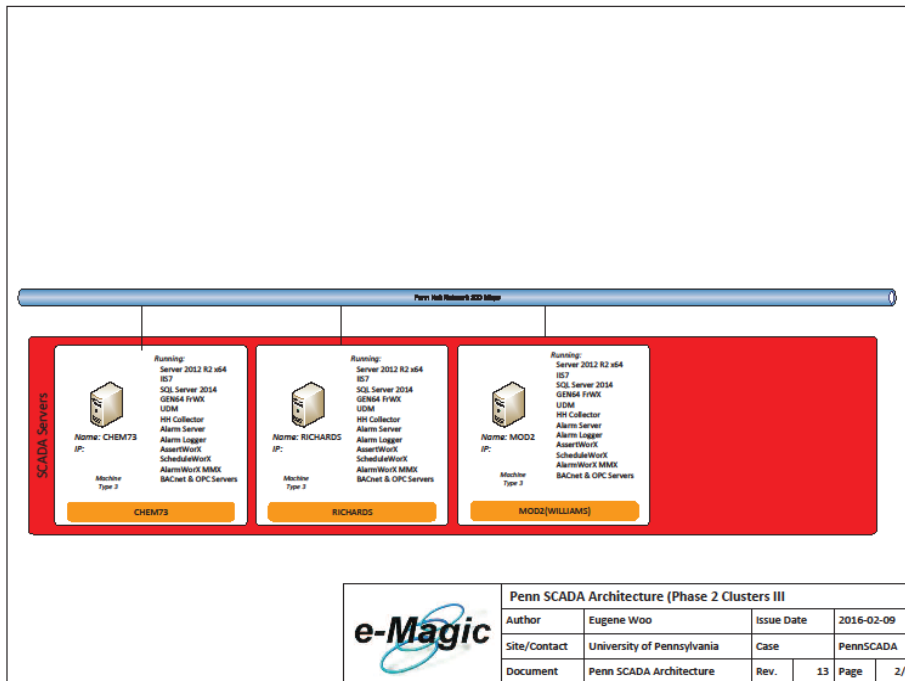 Penn Net Network 200 Mbps
SCADA Servers
Running:
Server 2012 R2 x64
IIS7
SQL Server 2014
GEN64 FrWX
UDM
HH Collector
Alarm Server
Alarm Logger
AssertWorX
ScheduleWorX
AlarmWorX MMX
BACnet & OPC Servers
Name: CHEM73
IP:
Machine
Type 3
CHEM73
Running:
Server 2012 R2 x64
IIS7
SQL Server 2014
GEN64 FrWX
UDM
HH Collector
Alarm Server
Alarm Logger
AssertWorX
ScheduleWorX
AlarmWorX MMX
BACnet & OPC Servers
Name: RICHARDS
IP:
Machine
Type 3
RICHARDS
Running:
Server 2012 R2 x64
IIS7
SQL Server 2014
GEN64 FrWX
UDM
HH Collector
Alarm Server
Alarm Logger
AssertWorX
ScheduleWorX
AlarmWorX MMX
BACnet & OPC Servers
Name: MOD2
IP:
Machine
Type 3
MOD2(WILLIAMS)
e-Magic
Penn SCADA Architecture (Phase 2 Clusters III
Author Eugene Woo Issue Date 2016-02-09
Site/Contact University of Pennsylvania Case PennSCADA
Document Penn SCADA Architecture Rev. 13 Page 2/